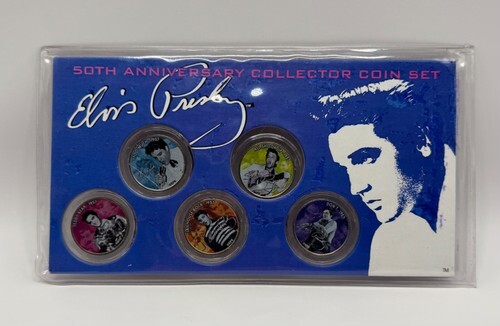 50TH ANNIVERSARY COLLECTOR COIN SET
Elvis Presley
TM